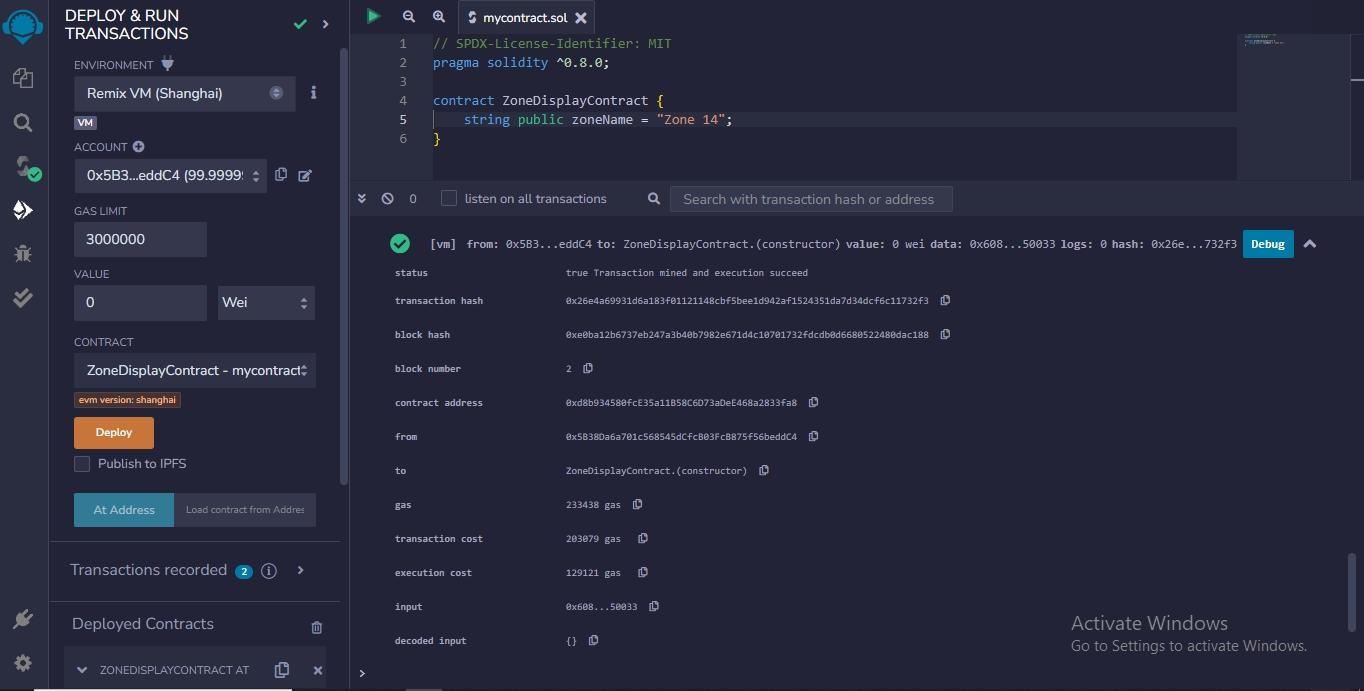 DEPLOY & RUN
TRANSACTIONS
ENVIRONMENT
Remix VM (Shanghai)
VM
ACCOUNT
0x5B3...eddC4 (99.9999
GAS LIMIT
3000000
VALUE
0
Wei
CONTRACT
ZoneDisplayContract - mycontract
evm version: shanghai
Deploy
Publish to IPFS
At Address
Load contract from Addres
Transactions recorded 2
Deployed Contracts
ZONEDISPLAYCONTRACT AT
mycontract.sol
1 // SPDX-License-Identifier: MIT
2 pragma solidity ^0.8.0;
3
4 contract ZoneDisplayContract {
5 string public zoneName = "Zone 14";
6 }
0
listen on all transactions
Search with transaction hash or address
[vm] from: 0x5B3...eddC4 to: ZoneDisplayContract.(constructor) value: 0 wei data: 0x608...50033 logs: 0 hash: 0x26e...732f3
Debug
status true Transaction mined and execution succeed
transaction hash 0x26e4a69931d6a183f01121148cbf5bee1d942af1524351da7d34dcf6c11732f3
block hash 0xe0ba12b6737eb247a3b40b7982e671d4c10701732fdcdb0d6680522480dac188
block number 2
contract address 0xd8b934580fcE35a11B58C6D73aDeE468a2833fa8
from 0x5B38Da6a701c568545dCfcB03FcB875f56beddC4
to ZoneDisplayContract.(constructor)
gas 233438 gas
transaction cost 203079 gas
execution cost 129121 gas
input 0x608...50033
decoded input {}
>
Activate Windows
Go to Settings to activate Windows.